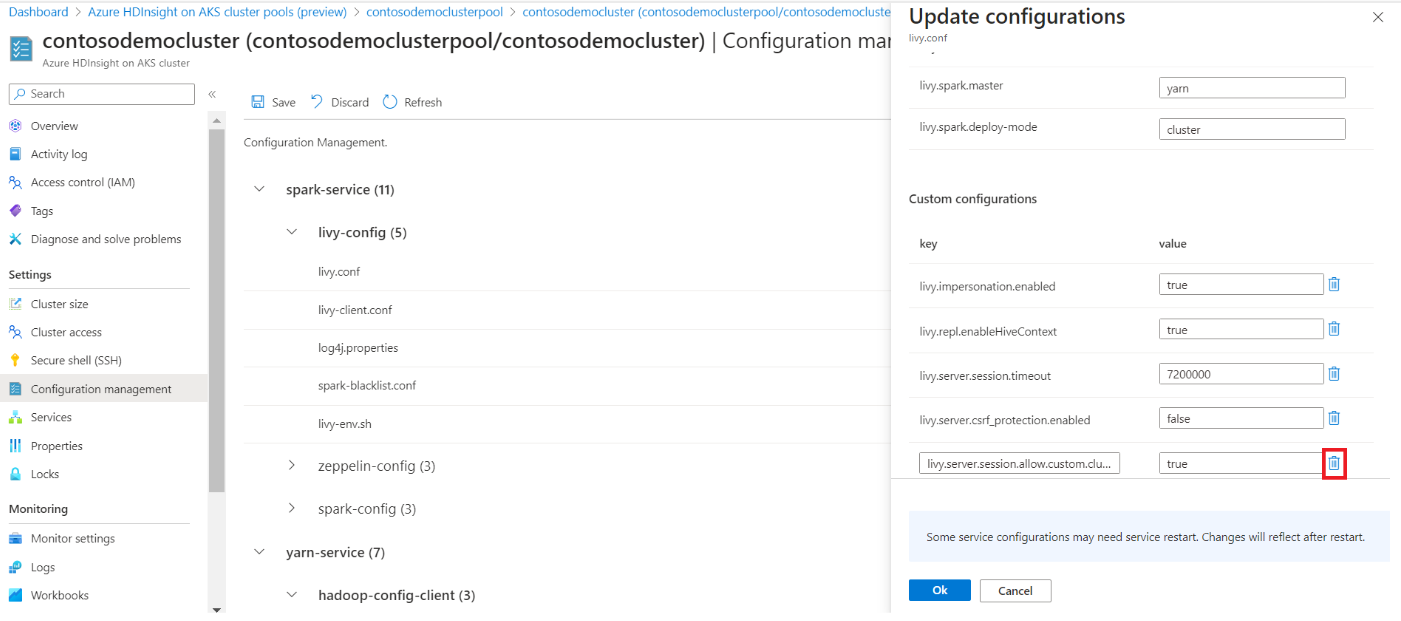 Dashboard > Azure HDInsight on AKS cluster pools (preview) > contosodemoclusterpool > contosodemocluster (contosodemoclusterpool/contosodemocluste
contosodemocluster (contosodemoclusterpool/contosodemocluster) | Configuration ma
Azure HDInsight on AKS cluster
Search
«
Overview
Activity log
Access control (IAM)
Tags
Diagnose and solve problems
Settings
Cluster size
Cluster access
Secure shell (SSH)
Configuration management
Services
Properties
Locks
Monitoring
Monitor settings
Logs
Workbooks
Save Discard Refresh
Configuration Management.
spark-service (11)
livy-config (5)
livy.conf
livy-client.conf
log4j.properties
spark-blacklist.conf
livy-env.sh
zeppelin-config (3)
spark-config (3)
yarn-service (7)
hadoop-config-client (3)
Update configurations
livy.conf
livy.spark.master yarn
livy.spark.deploy-mode cluster
Custom configurations
key value
livy.impersonation.enabled true
livy.repl.enableHiveContext true
livy.server.session.timeout 7200000
livy.server.csrf_protection.enabled false
livy.server.session.allow.custom.clu... true
Some service configurations may need service restart. Changes will reflect after restart.
Ok Cancel